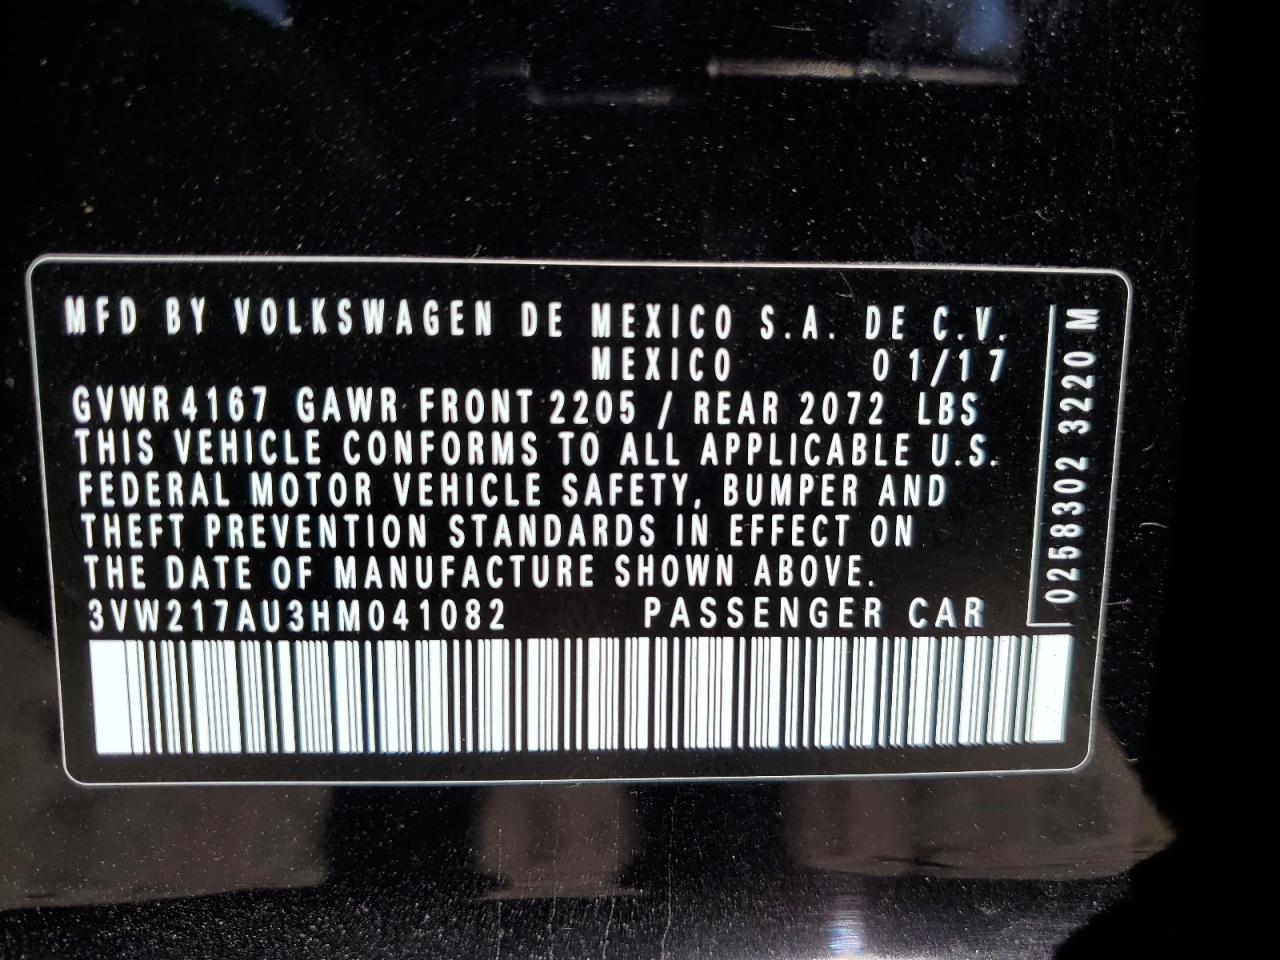 MFD BY VOLKSWAGEN DE MEXICO S.A. DE C.V.
MEXICO 01/17
GVWR 4167 GAWR FRONT 2205 / REAR 2072 LBS
THIS VEHICLE CONFORMS TO ALL APPLICABLE U.S.
FEDERAL MOTOR VEHICLE SAFETY, BUMPER AND
THEFT PREVENTION STANDARDS IN EFFECT ON
THE DATE OF MANUFACTURE SHOWN ABOVE.
3VW217AU3HM041082 PASSENGER CAR
0258302 3220 M